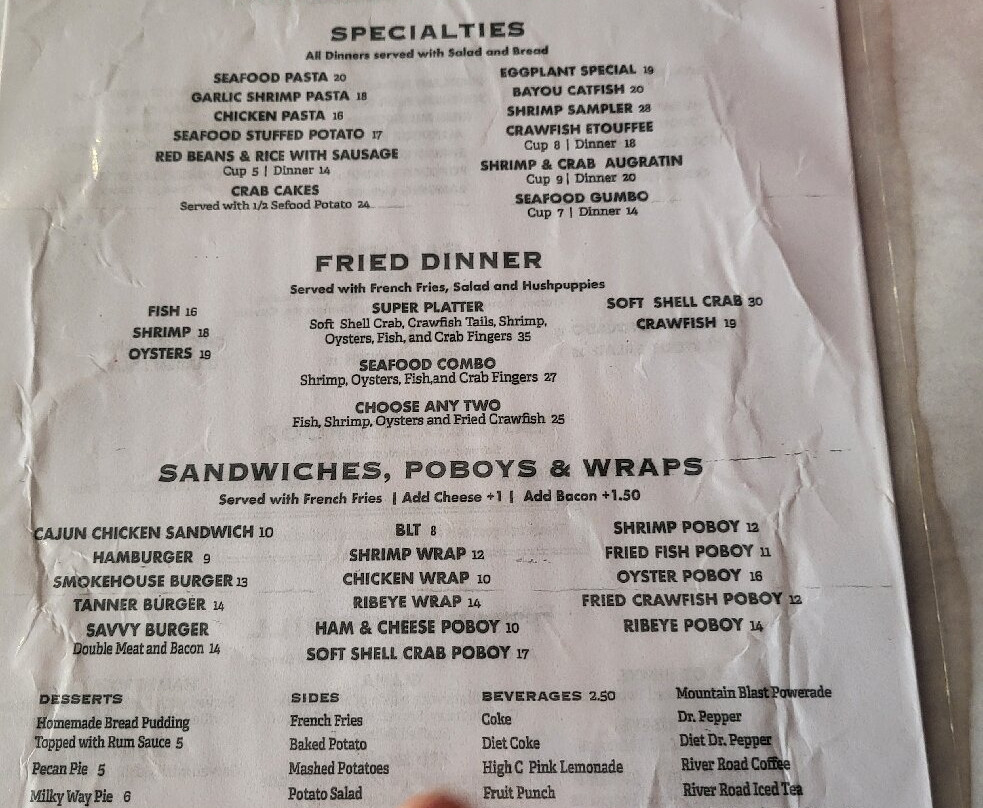 SPECIALTIES
All Dinners served with Salad and Bread
SEAFOOD PASTA 20
GARLIC SHRIMP PASTA 18
CHICKEN PASTA 16
SEAFOOD STUFFED POTATO 17
RED BEANS & RICE WITH SAUSAGE
Cup 5 | Dinner 14
CRAB CAKES
Served with 1/2 Sefood Potato 24
EGGPLANT SPECIAL 19
BAYOU CATFISH 20
SHRIMP SAMPLER 28
CRAWFISH ETOUFFEE
Cup 8 | Dinner 18
SHRIMP & CRAB AUGRATIN
Cup 9 | Dinner 20
SEAFOOD GUMBO
Cup 7 | Dinner 14
FRIED DINNER
Served with French Fries, Salad and Hushpuppies
FISH 16
SHRIMP 18
OYSTERS 19
SUPER PLATTER
Soft Shell Crab, Crawfish Tails, Shrimp,
Oysters, Fish, and Crab Fingers 35
SEAFOOD COMBO
Shrimp, Oysters, Fish,and Crab Fingers 27
CHOOSE ANY TWO
Fish, Shrimp, Oysters and Fried Crawfish 25
SOFT SHELL CRAB 30
CRAWFISH 19
SANDWICHES, POBOYS & WRAPS
Served with French Fries | Add Cheese +1 | Add Bacon +1.50
CAJUN CHICKEN SANDWICH 10
HAMBURGER 9
SMOKEHOUSE BURGER 13
TANNER BURGER 14
SAVVY BURGER
Double Meat and Bacon 14
BLT 8
SHRIMP WRAP 12
CHICKEN WRAP 10
RIBEYE WRAP 14
HAM & CHEESE POBOY 10
SOFT SHELL CRAB POBOY 17
SHRIMP POBOY 12
FRIED FISH POBOY 11
OYSTER POBOY 16
FRIED CRAWFISH POBOY 12
RIBEYE POBOY 14
DESSERTS
Homemade Bread Pudding
Topped with Rum Sauce 5
Pecan Pie 5
Milky Way Pie 6
SIDES
French Fries
Baked Potato
Mashed Potatoes
Potato Salad
BEVERAGES 2.50
Coke
Diet Coke
High C Pink Lemonade
Fruit Punch
Mountain Blast Powerade
Dr. Pepper
Diet Dr. Pepper
River Road Coffee
River Road Iced Tea